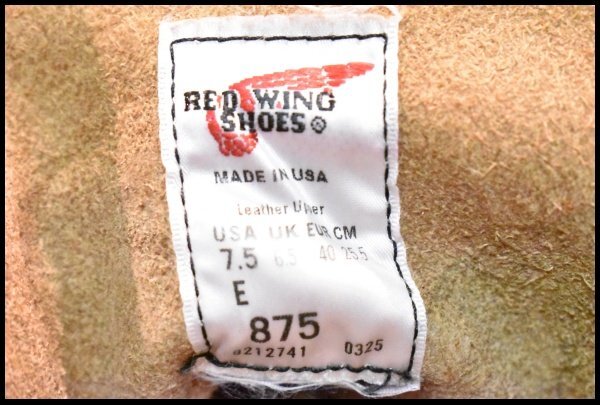 RED WING
SHOES®
MADE IN USA
Leather Upper
USA UK EUR CM
7.5 6.5 40 25.5
E
875
8212741 0325